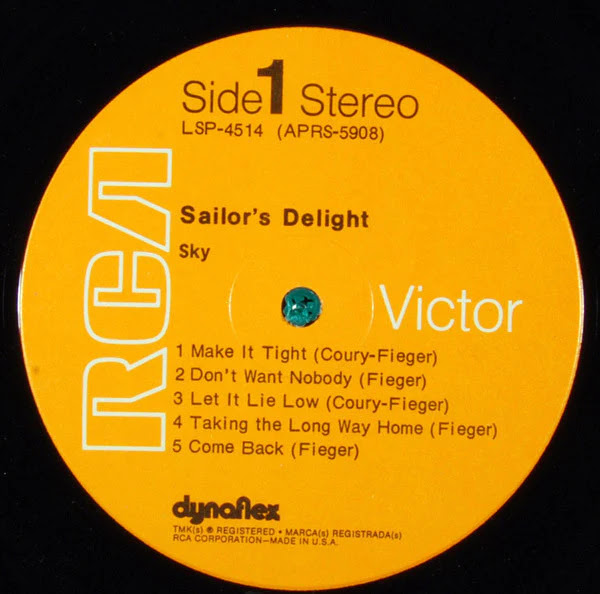 Side 1 Stereo
LSP-4514 (APRS-5908)
RCA
Sailor's Delight
Sky
Victor
1 Make It Tight (Coury-Fieger)
2 Don't Want Nobody (Fieger)
3 Let It Lie Low (Coury-Fieger)
4 Taking the Long Way Home (Fieger)
5 Come Back (Fieger)
dynaflex
TMK(s) ® REGISTERED • MARCA(s) REGISTRADA(s)
RCA CORPORATION—MADE IN U.S.A.